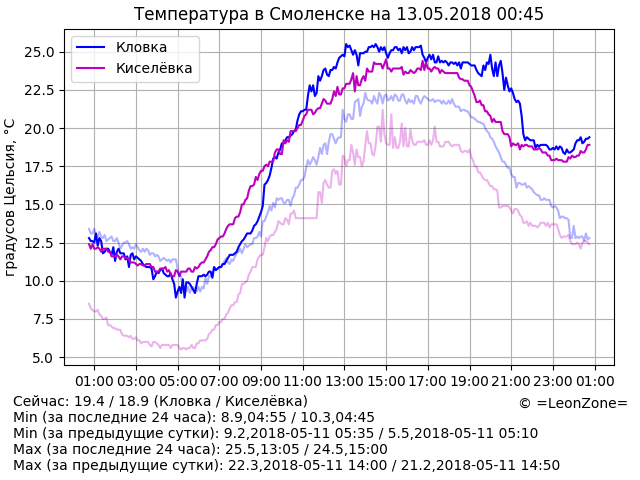 Температура в Смоленске на 13.05.2018 00:45
Кловка
Киселёвка
градусов Цельсия, °C
25.0
22.5
20.0
17.5
15.0
12.5
10.0
7.5
5.0
01:00 03:00 05:00 07:00 09:00 11:00 13:00 15:00 17:00 19:00 21:00 23:00 01:00
Сейчас: 19.4 / 18.9 (Кловка / Киселёвка)
© =LeonZone=
Min (за последние 24 часа): 8.9,04:55 / 10.3,04:45
Min (за предыдущие сутки): 9.2,2018-05-11 05:35 / 5.5,2018-05-11 05:10
Max (за последние 24 часа): 25.5,13:05 / 24.5,15:00
Max (за предыдущие сутки): 22.3,2018-05-11 14:00 / 21.2,2018-05-11 14:50